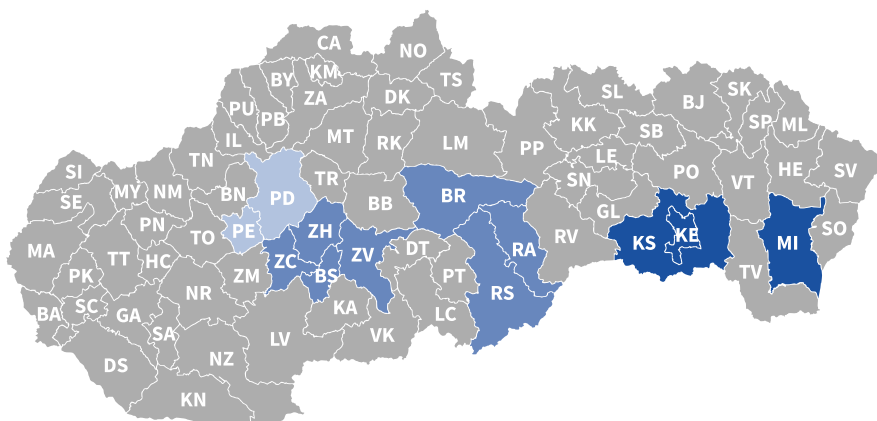 CA
NO
BY
KM
TS
ZA
DK
SL
SK
BJ
PU
PB
SP
ML
KK
SB
IL
MT
RK
LM
PP
LE
TN
SI
PO
HE
SV
MY
NM
BN
PD
TR
SN
VT
SE
BB
BR
GL
PN
PE
ZH
SO
TO
RV
KS
KE
MI
MA
TT
HC
ZC
ZV
DT
RA
PK
ZM
BS
PT
TV
NR
RS
SC
BA
GA
KA
LC
SA
LV
VK
DS
NZ
KN